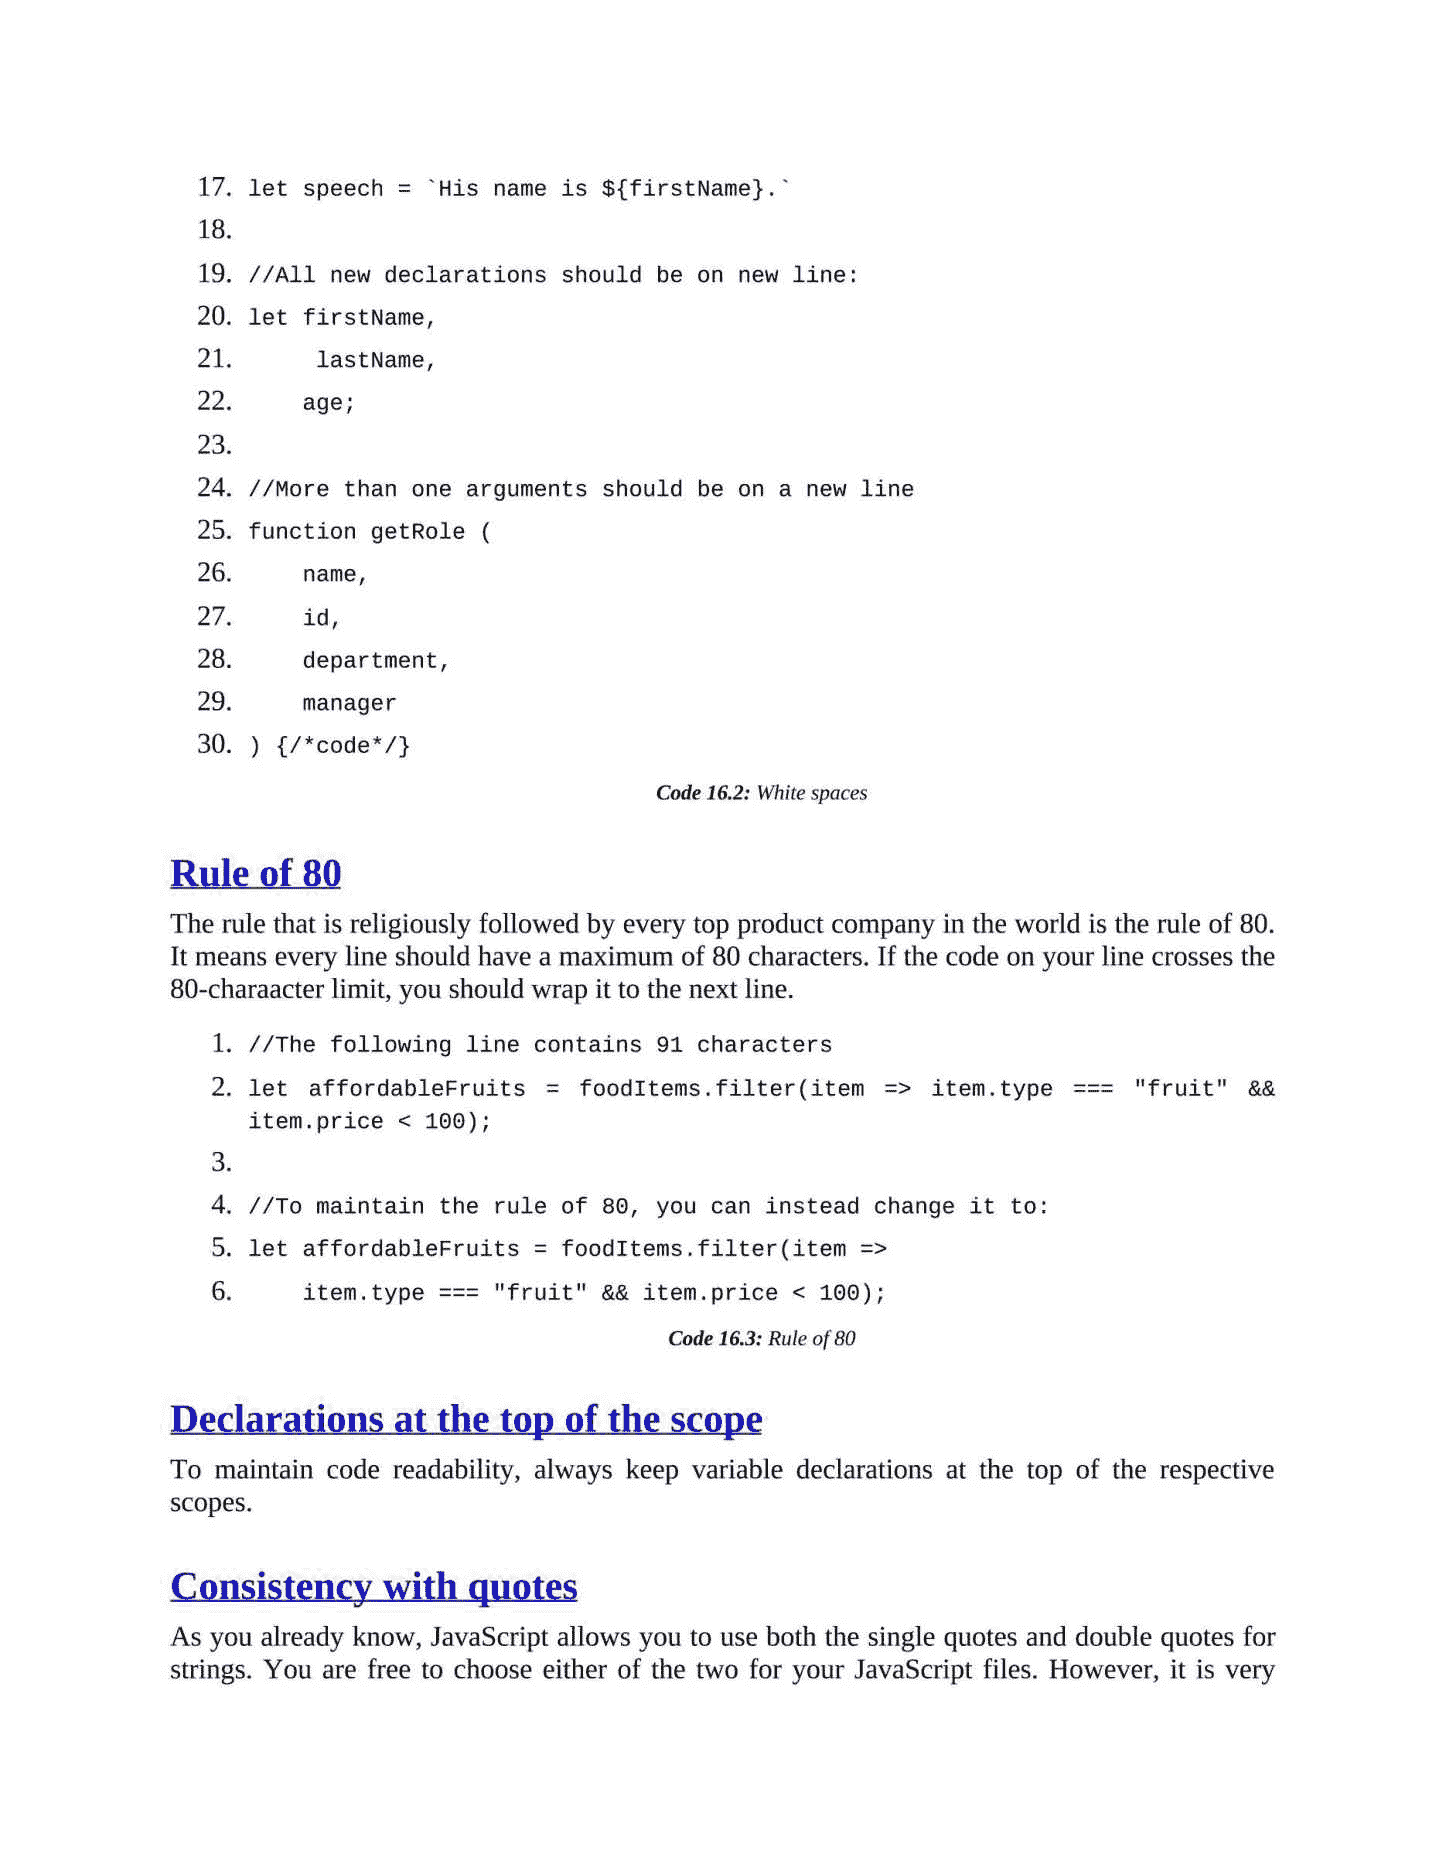 17. let speech = `His name is ${firstName}.`
18.
19. //All new declarations should be on new line:
20. let firstName,
21.      lastName,
22.     age;
23.
24. //More than one arguments should be on a new line
25. function getRole (
26.     name,
27.     id,
28.     department,
29.     manager
30. ) {/*code*/}
Code 16.2: White spaces
Rule of 80
The rule that is religiously followed by every top product company in the world is the rule of 80.
It means every line should have a maximum of 80 characters. If the code on your line crosses the
80-charaacter limit, you should wrap it to the next line.
1. //The following line contains 91 characters
2. let affordableFruits = foodItems.filter(item => item.type === "fruit" &&
item.price < 100);
3.
4. //To maintain the rule of 80, you can instead change it to:
5. let affordableFruits = foodItems.filter(item =>
6.     item.type === "fruit" && item.price < 100);
Code 16.3: Rule of 80
Declarations at the top of the scope
To maintain code readability, always keep variable declarations at the top of the respective
scopes.
Consistency with quotes
As you already know, JavaScript allows you to use both the single quotes and double quotes for
strings. You are free to choose either of the two for your JavaScript files. However, it is very